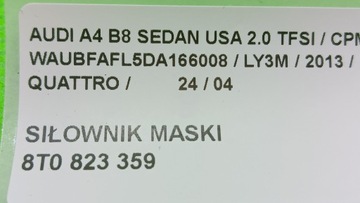 AUDI A4 B8 SEDAN USA 2.0 TFSI / CPM
WAUBFAFL5DA166008 / LY3M / 2013 /
QUATTRO / 24 / 04
SIŁOWNIK MASKI
8T0 823 359